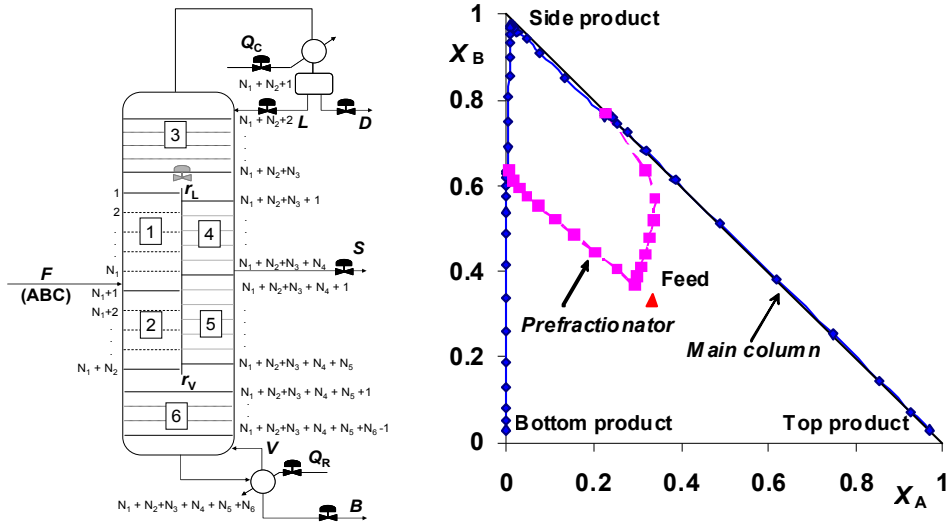 Q_C
N_1 + N_2+1
L
D
N_1 + N_2+2
3
N_1 + N_2+N_3
r_L
1
N_1 + N_2+N_3 + 1
2
1
4
S
N_1 + N_2+N_3 + N_4
N_1
F
(ABC)
N_1 + N_2+N_3 + N_4 + 1
N_1+1
N_1+2
2
5
N_1 + N_2+N_3 + N_4 + N_5
N_1 + N_2
r_V
N_1 + N_2+N_3 + N_4 + N_5+1
6
N_1 + N_2+N_3 + N_4 + N_5 +N_6-1
V
Q_R
N_1 + N_2+N_3 + N_4 + N_5+N_6
B
X_B
1
0.8
0.6
0.4
0.2
0
Side product
Feed
Prefractionator
Main column
Bottom product
Top product
0
0.2
0.4
0.6
0.8
1
X_A